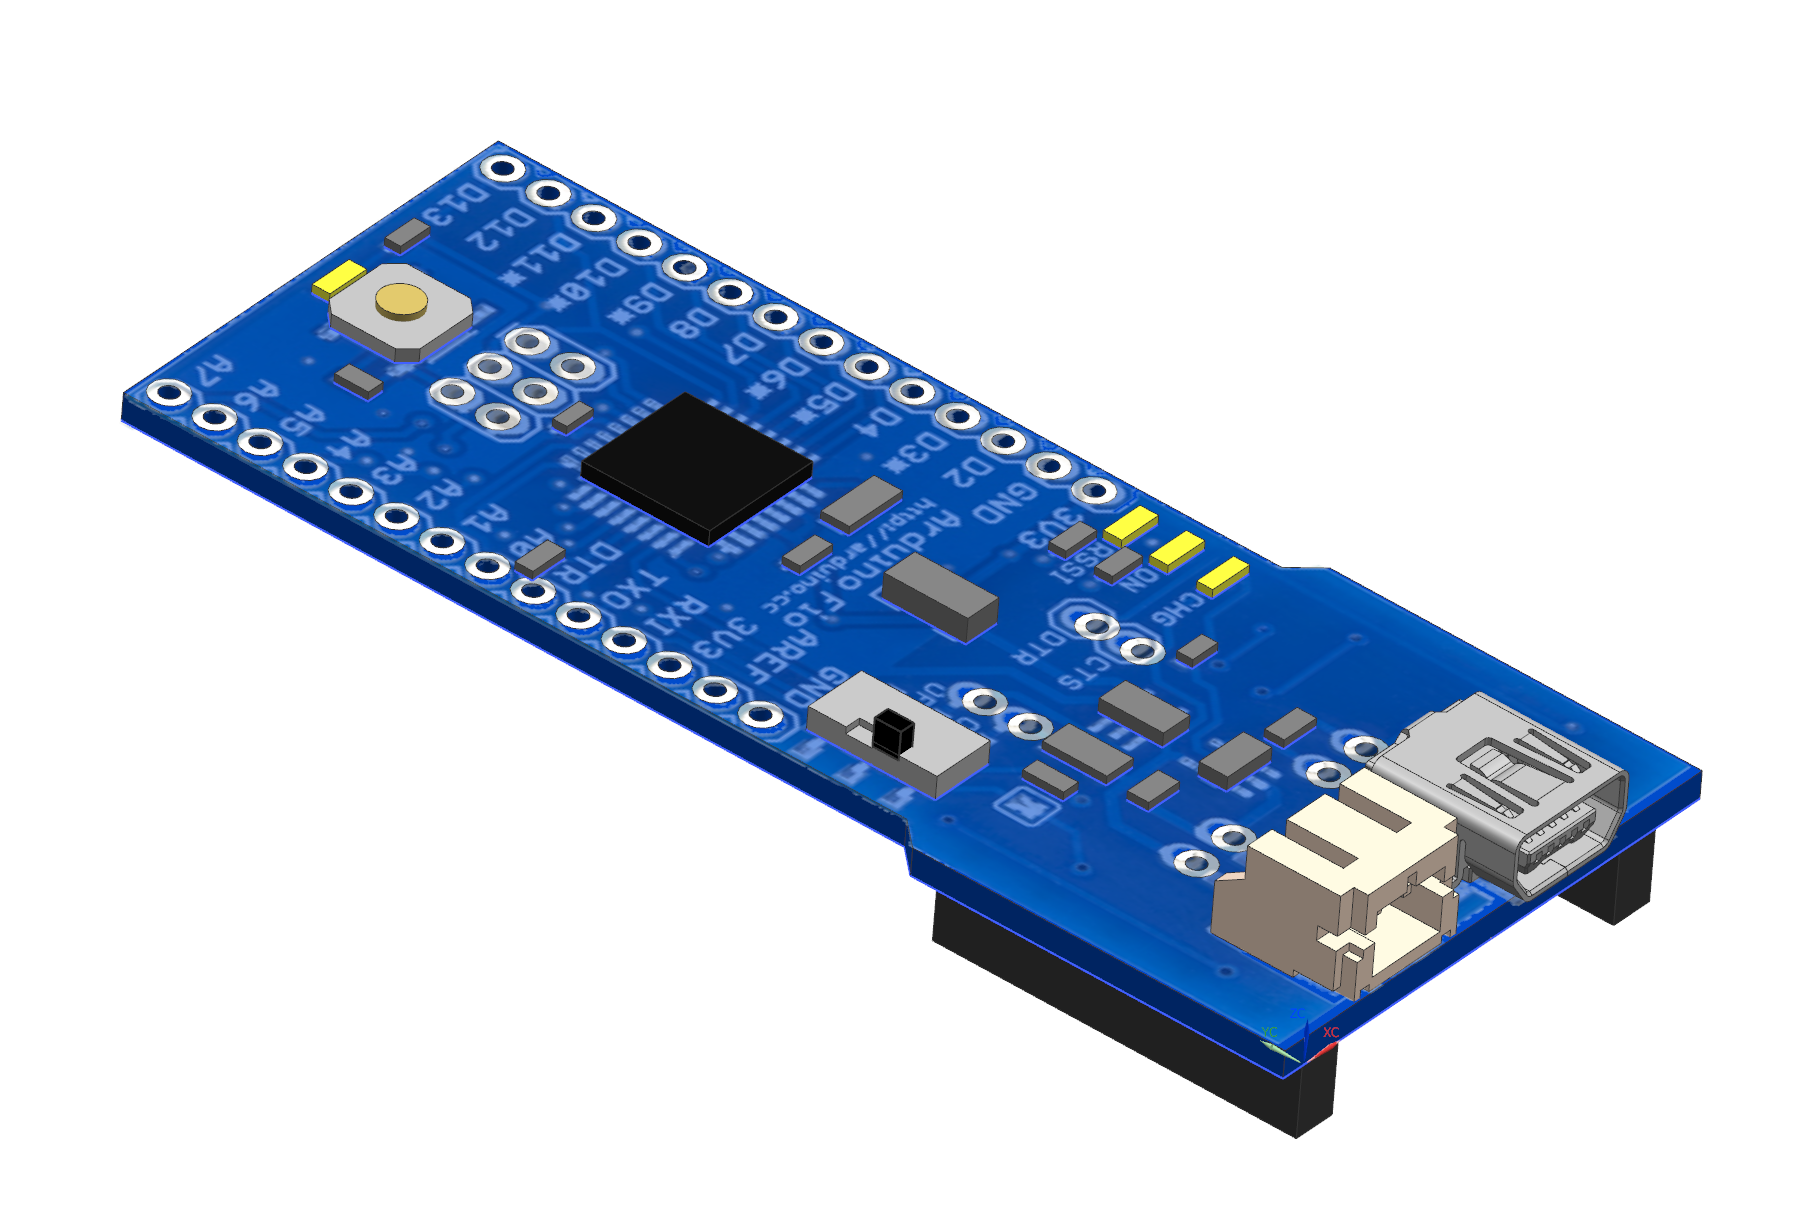 D13
D12
D11*
D10*
D9*
D8
D7
D6*
D5*
D4
D3*
D2
GND
3V3
RSSI
ON
CHG
A7
A6
A5
A4
A3
A2
A1
DTR
TXO
RXI
3V3
AREF
GND
Arduino Fio
http://arduino.cc
DTR
CTS
YC
XC